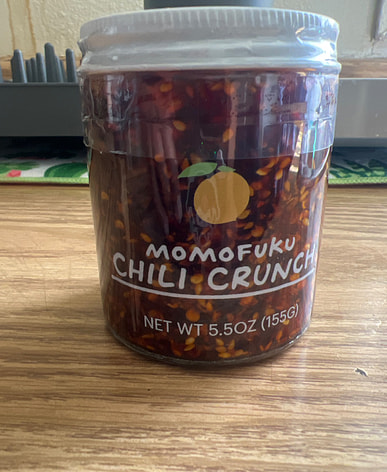 MOMOFUKU
CHILI CRUNCH
NET WT 5.5OZ (155G)